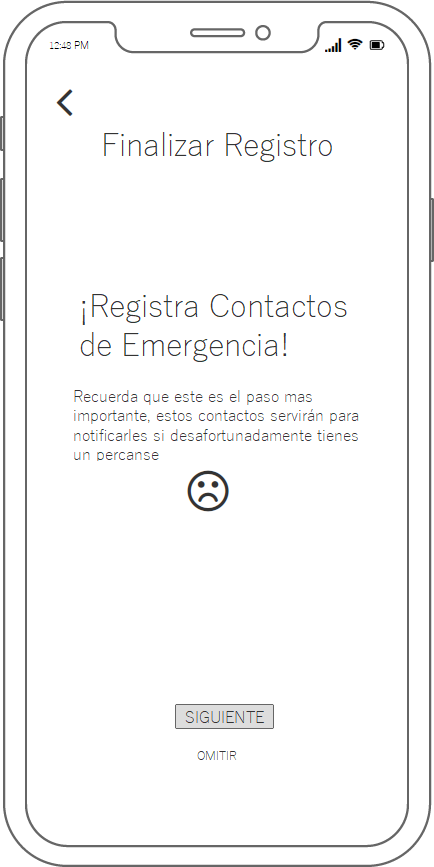 12:48 PM
Finalizar Registro
¡Registra Contactos
de Emergencia!
Recuerda que este es el paso mas
importante, estos contactos servirán para
notificarles si desafortunadamente tienes
un percanse
SIGUIENTE
OMITIR